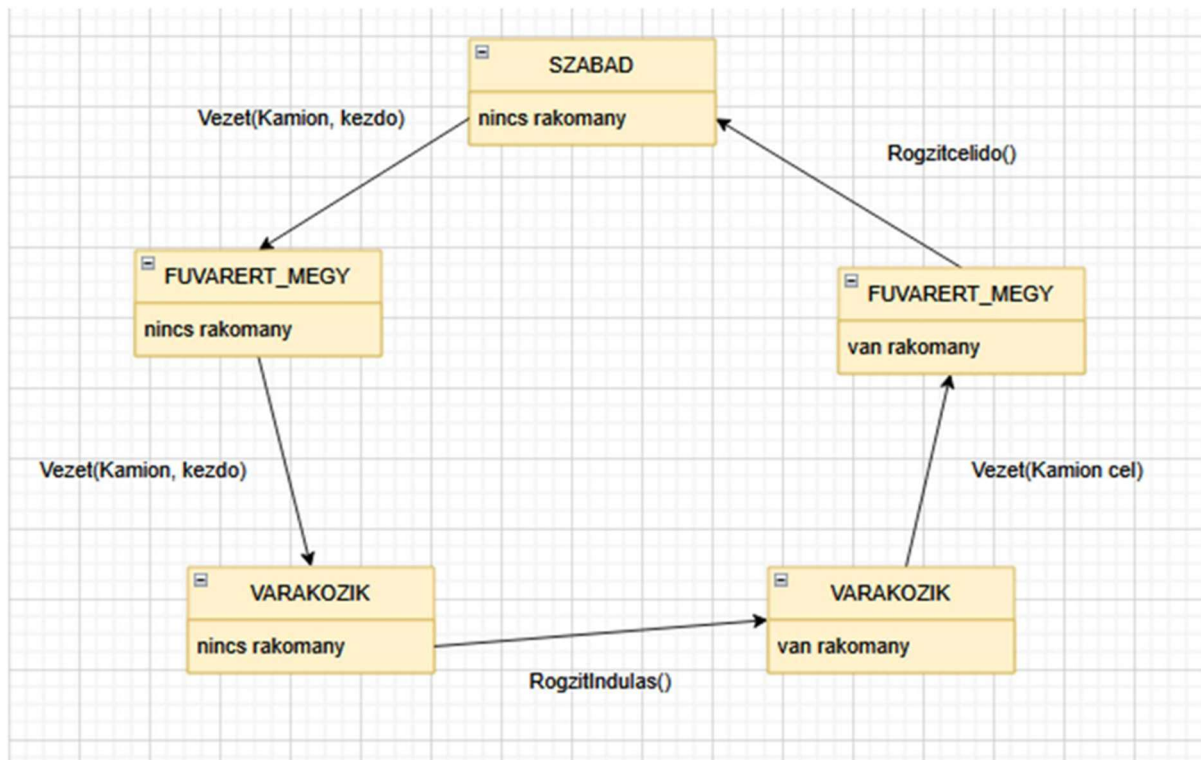 SZABAD
nincs rakomany
Vezet(Kamion, kezdo)
Rogzitcelido()
FUVARERT_MEGY
nincs rakomany
FUVARERT_MEGY
van rakomany
Vezet(Kamion, kezdo)
Vezet(Kamion cel)
VARAKOZIK
nincs rakomany
VARAKOZIK
van rakomany
RogzitIndulas()